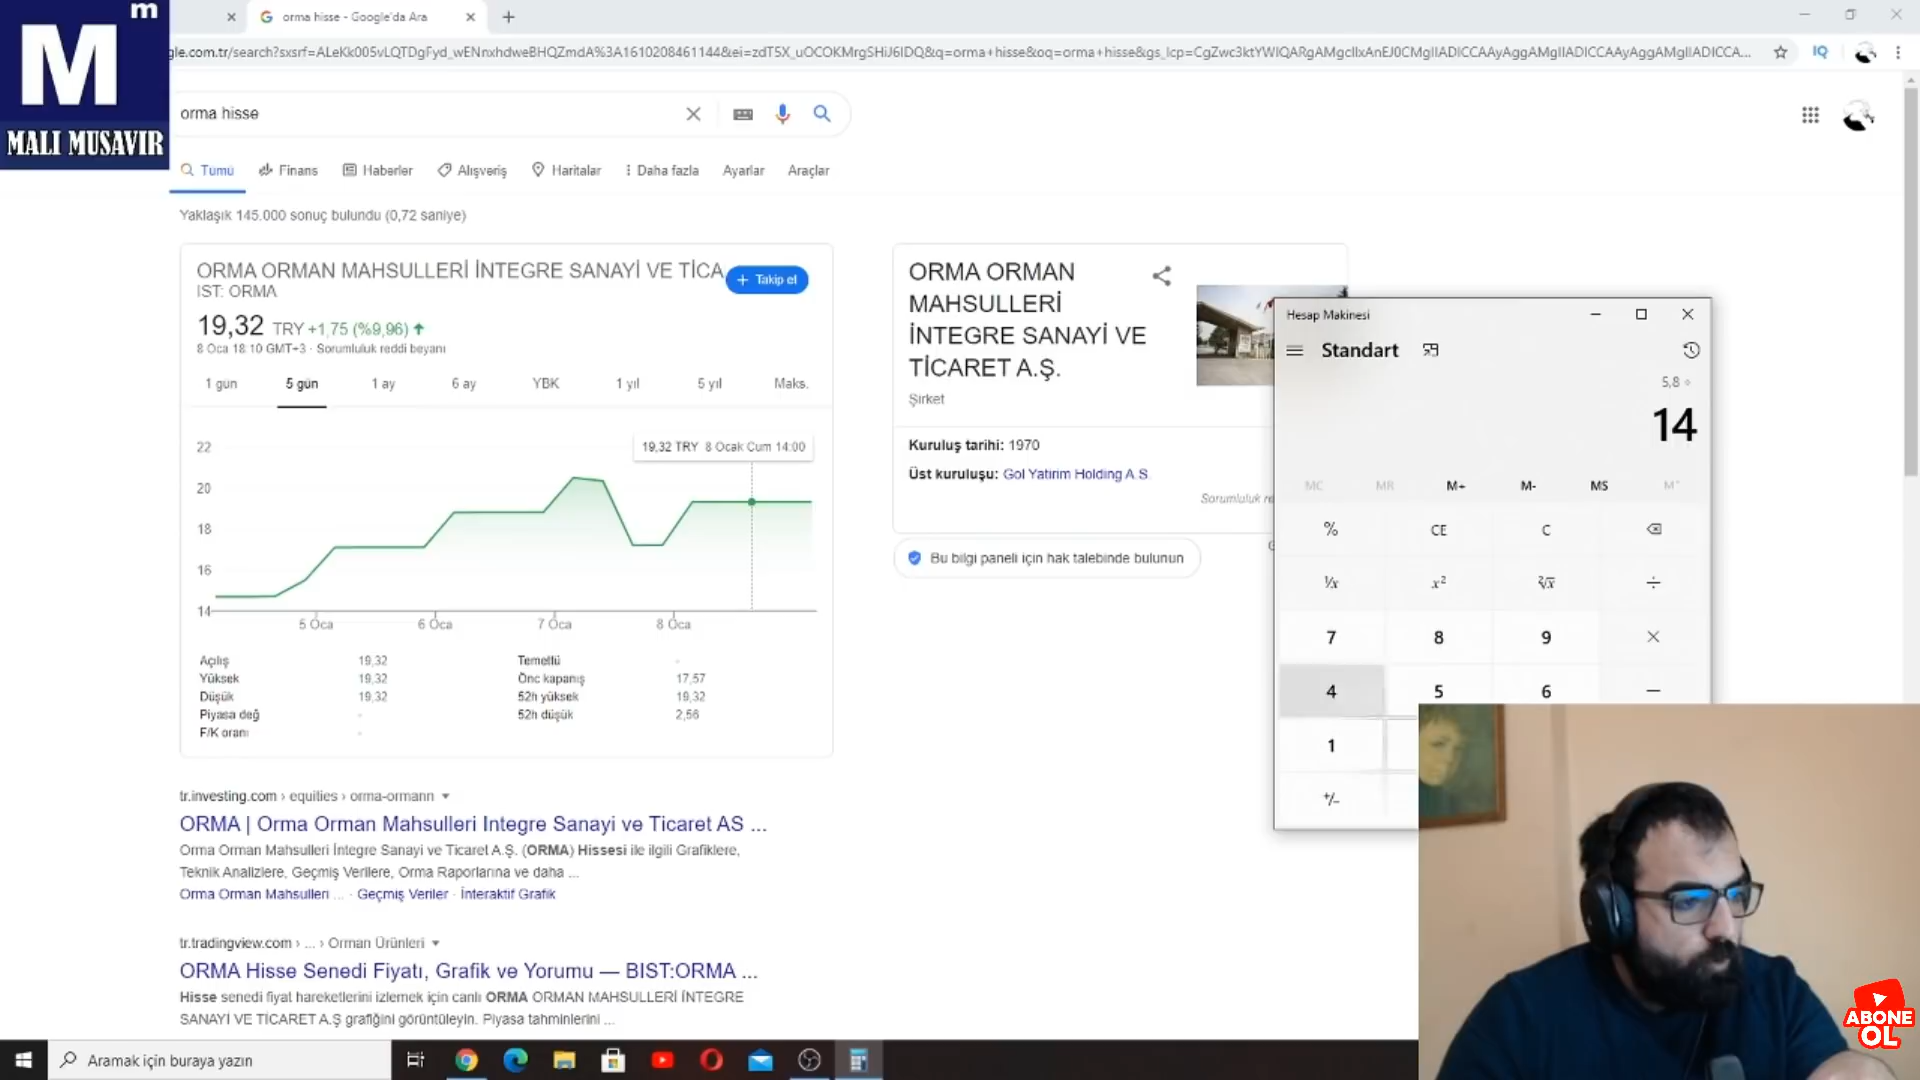 m
M
MALI MUSAVIR
orma hisse - Google'da Ara
IQ
orma hisse
Tümü
Finans
Haberler
Alışveriş
Haritalar
Daha fazla
Ayarlar
Araçlar
Yaklaşık 145.000 sonuç bulundu (0,72 saniye)
ORMA ORMAN MAHSULLERİ İNTEGRE SANAYİ VE TİCA
IST: ORMA
+ Takip et
19,32 TRY +1,75 (%9,96) ↑
8 Oca 18:10 GMT+3 · Sorumluluk reddi beyanı
1 gün
5 gün
1 ay
6 ay
YBK
1 yıl
5 yıl
Maks.
19,32 TRY 8 Ocak Cum 14:00
22
20
18
16
14
5 Oca
6 Oca
7 Oca
8 Oca
Açılış 19,32
Yüksek 19,32
Düşük 19,32
Piyasa değ -
F/K oranı -
Temettü -
Önc kapanış 17,57
52h yüksek 19,32
52h düşük 2,56
ORMA ORMAN
MAHSULLERİ
İNTEGRE SANAYİ VE
TİCARET A.Ş.
Şirket
Kuruluş tarihi: 1970
Üst kuruluşu: Gol Yatirim Holding A.S.
Sorumluluk re
G
Bu bilgi paneli için hak talebinde bulunun
tr.investing.com › equities › orma-ormann
ORMA | Orma Orman Mahsulleri Integre Sanayi ve Ticaret AS ...
Orma Orman Mahsulleri İntegre Sanayi ve Ticaret A.Ş. (ORMA) Hissesi ile ilgili Grafiklere,
Teknik Analizlere, Geçmiş Verilere, Orma Raporlarına ve daha ...
Orma Orman Mahsulleri ... · Geçmiş Veriler · İnteraktif Grafik
tr.tradingview.com › ... › Orman Ürünleri
ORMA Hisse Senedi Fiyatı, Grafik ve Yorumu — BIST:ORMA ...
Hisse senedi fiyat hareketlerini izlemek için canlı ORMA ORMAN MAHSULLERİ İNTEGRE
SANAYİ VE TİCARET A.Ş grafiğini görüntüleyin. Piyasa tahminlerini ...
Hesap Makinesi
Standart
5,8 ÷
14
MC MR M+ M- MS M˅
% CE C
¹/x x² ²√x ÷
7 8 9 ×
4 5 6 −
1
+/−
ABONE
OL
Aramak için buraya yazın